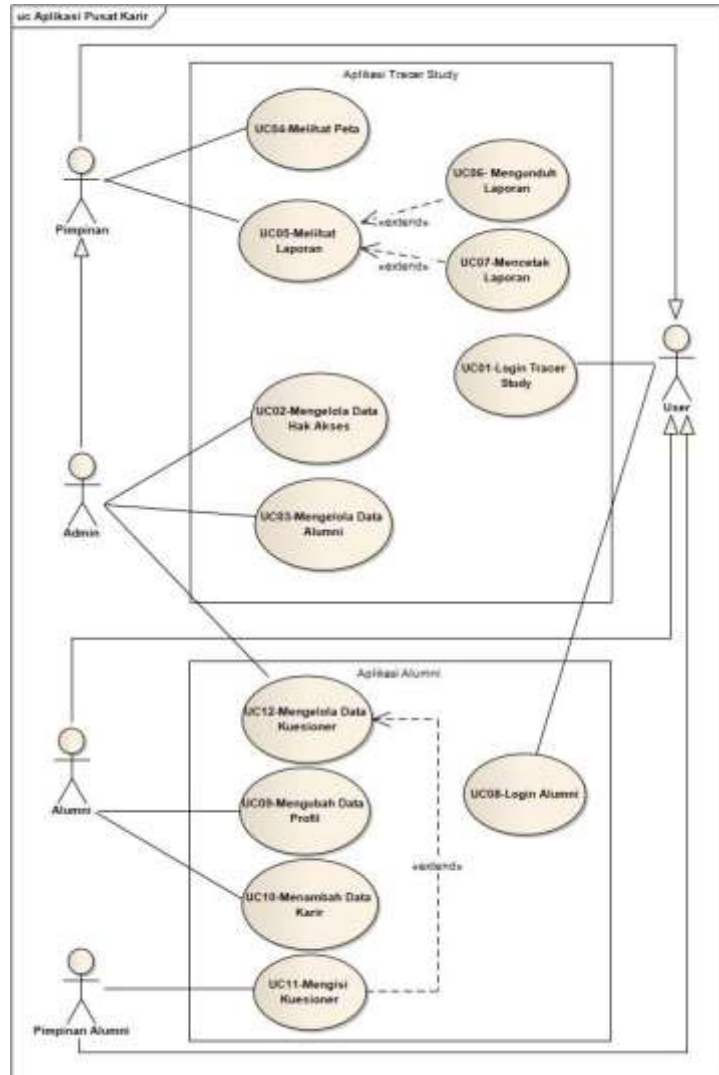 uc Aplikasi Pusat Karir
Aplikasi Tracer Study
UC04-Melihat Peta
UC06- Mengunduh
Laporan
Pimpinan
UC05-Melihat
Laporan
«extend»
«extend»
UC07-Mencetak
Laporan
UC01-Login Tracer
Study
User
UC02-Mengelola Data
Hak Akses
Admin
UC03-Mengelola Data
Alumni
Aplikasi Alumni
UC12-Mengelola Data
Kuesioner
Alumni
UC09-Mengubah Data
Profil
UC08-Login Alumni
«extend»
UC10-Menambah Data
Karir
UC11-Mengisi
Kuesioner
Pimpinan Alumni